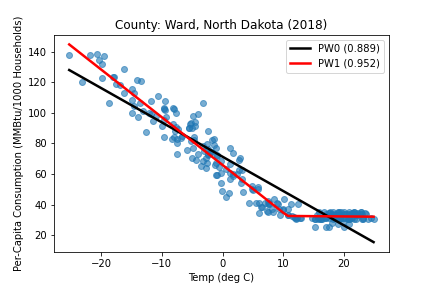 County: Ward, North Dakota (2018)
PW0 (0.889)
PW1 (0.952)
Per-Capita Consumption (MMBtu/1000 Households)
140
120
100
80
60
40
20
−20 −10 0 10 20
Temp (deg C)